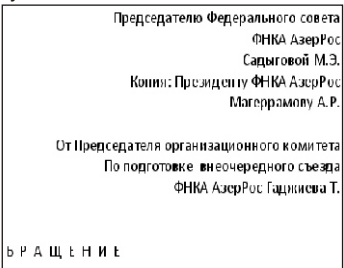 Председателю Федерального совета
ФНКА АзерРос
Садыговой М.Э.
Копия: Президенту ФНКА АзерРос
Магеррамову А.Р.
От Председателя организационного комитета
По подготовке внеочередного съезда
ФНКА АзерРос Гаджиева Т.
Б Р А Щ Е Н И Е